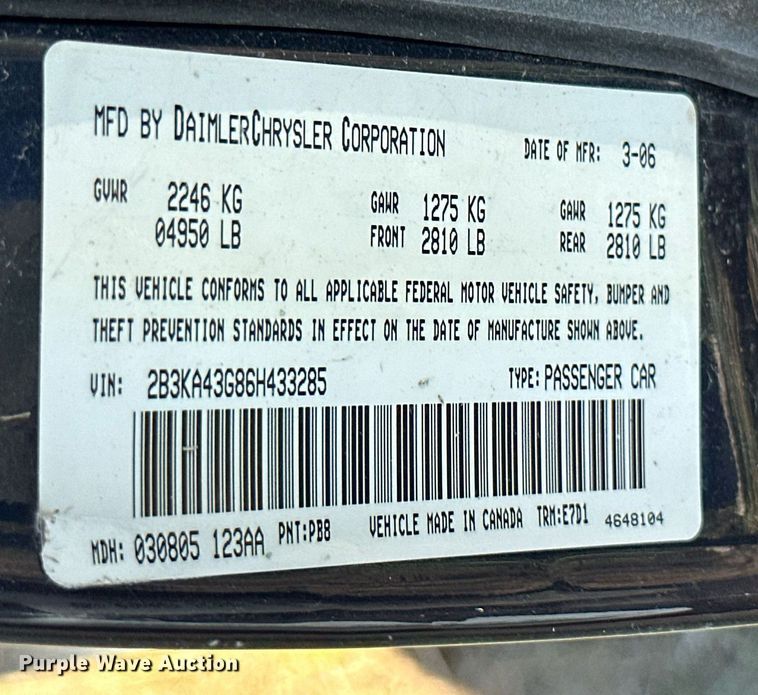 MFD BY DAIMLERCHRYSLER CORPORATION DATE OF MFR: 3-06
GVWR 2246 KG GAWR 1275 KG GAWR 1275 KG
04950 LB FRONT 2810 LB REAR 2810 LB
THIS VEHICLE CONFORMS TO ALL APPLICABLE FEDERAL MOTOR VEHICLE SAFETY, BUMPER AND
THEFT PREVENTION STANDARDS IN EFFECT ON THE DATE OF MANUFACTURE SHOWN ABOVE.
VIN: 2B3KA43G86H433285 TYPE: PASSENGER CAR
MDH: 030805 123AA PNT:PB8 VEHICLE MADE IN CANADA TRM:E7D1 4648104
Purple Wave Auction